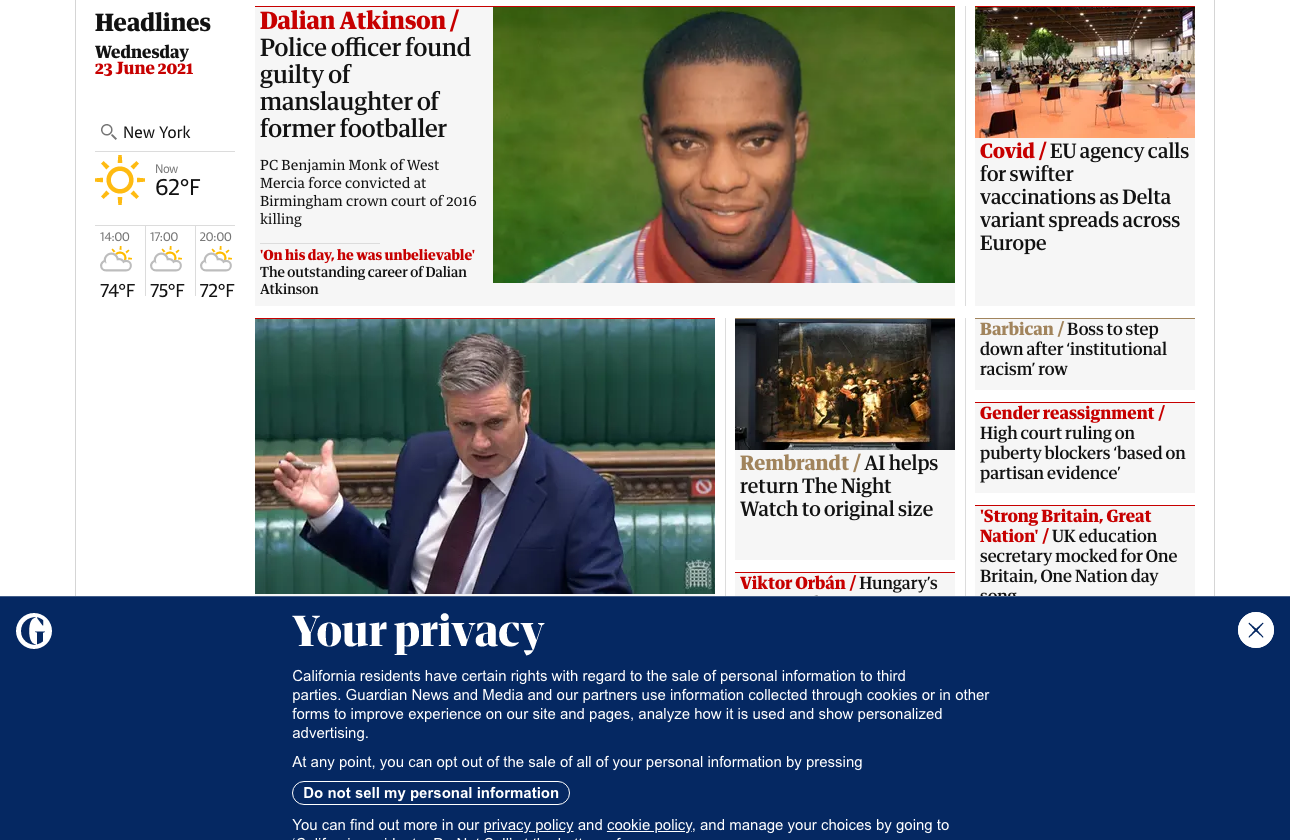 Headlines
Wednesday
23 June 2021
New York
Now
62°F
14:00
17:00
20:00
74°F
75°F
72°F
Dalian Atkinson /
Police officer found
guilty of
manslaughter of
former footballer
PC Benjamin Monk of West
Mercia force convicted at
Birmingham crown court of 2016
killing
'On his day, he was unbelievable'
The outstanding career of Dalian
Atkinson
Covid / EU agency calls
for swifter
vaccinations as Delta
variant spreads across
Europe
Rembrandt / AI helps
return The Night
Watch to original size
Viktor Orbán / Hungary’s
Barbican / Boss to step
down after ‘institutional
racism’ row
Gender reassignment /
High court ruling on
puberty blockers ‘based on
partisan evidence’
'Strong Britain, Great
Nation' / UK education
secretary mocked for One
Britain, One Nation day
song
G
Your privacy
California residents have certain rights with regard to the sale of personal information to third
parties. Guardian News and Media and our partners use information collected through cookies or in other
forms to improve experience on our site and pages, analyze how it is used and show personalized
advertising.
At any point, you can opt out of the sale of all of your personal information by pressing
Do not sell my personal information
You can find out more in our privacy policy and cookie policy, and manage your choices by going to